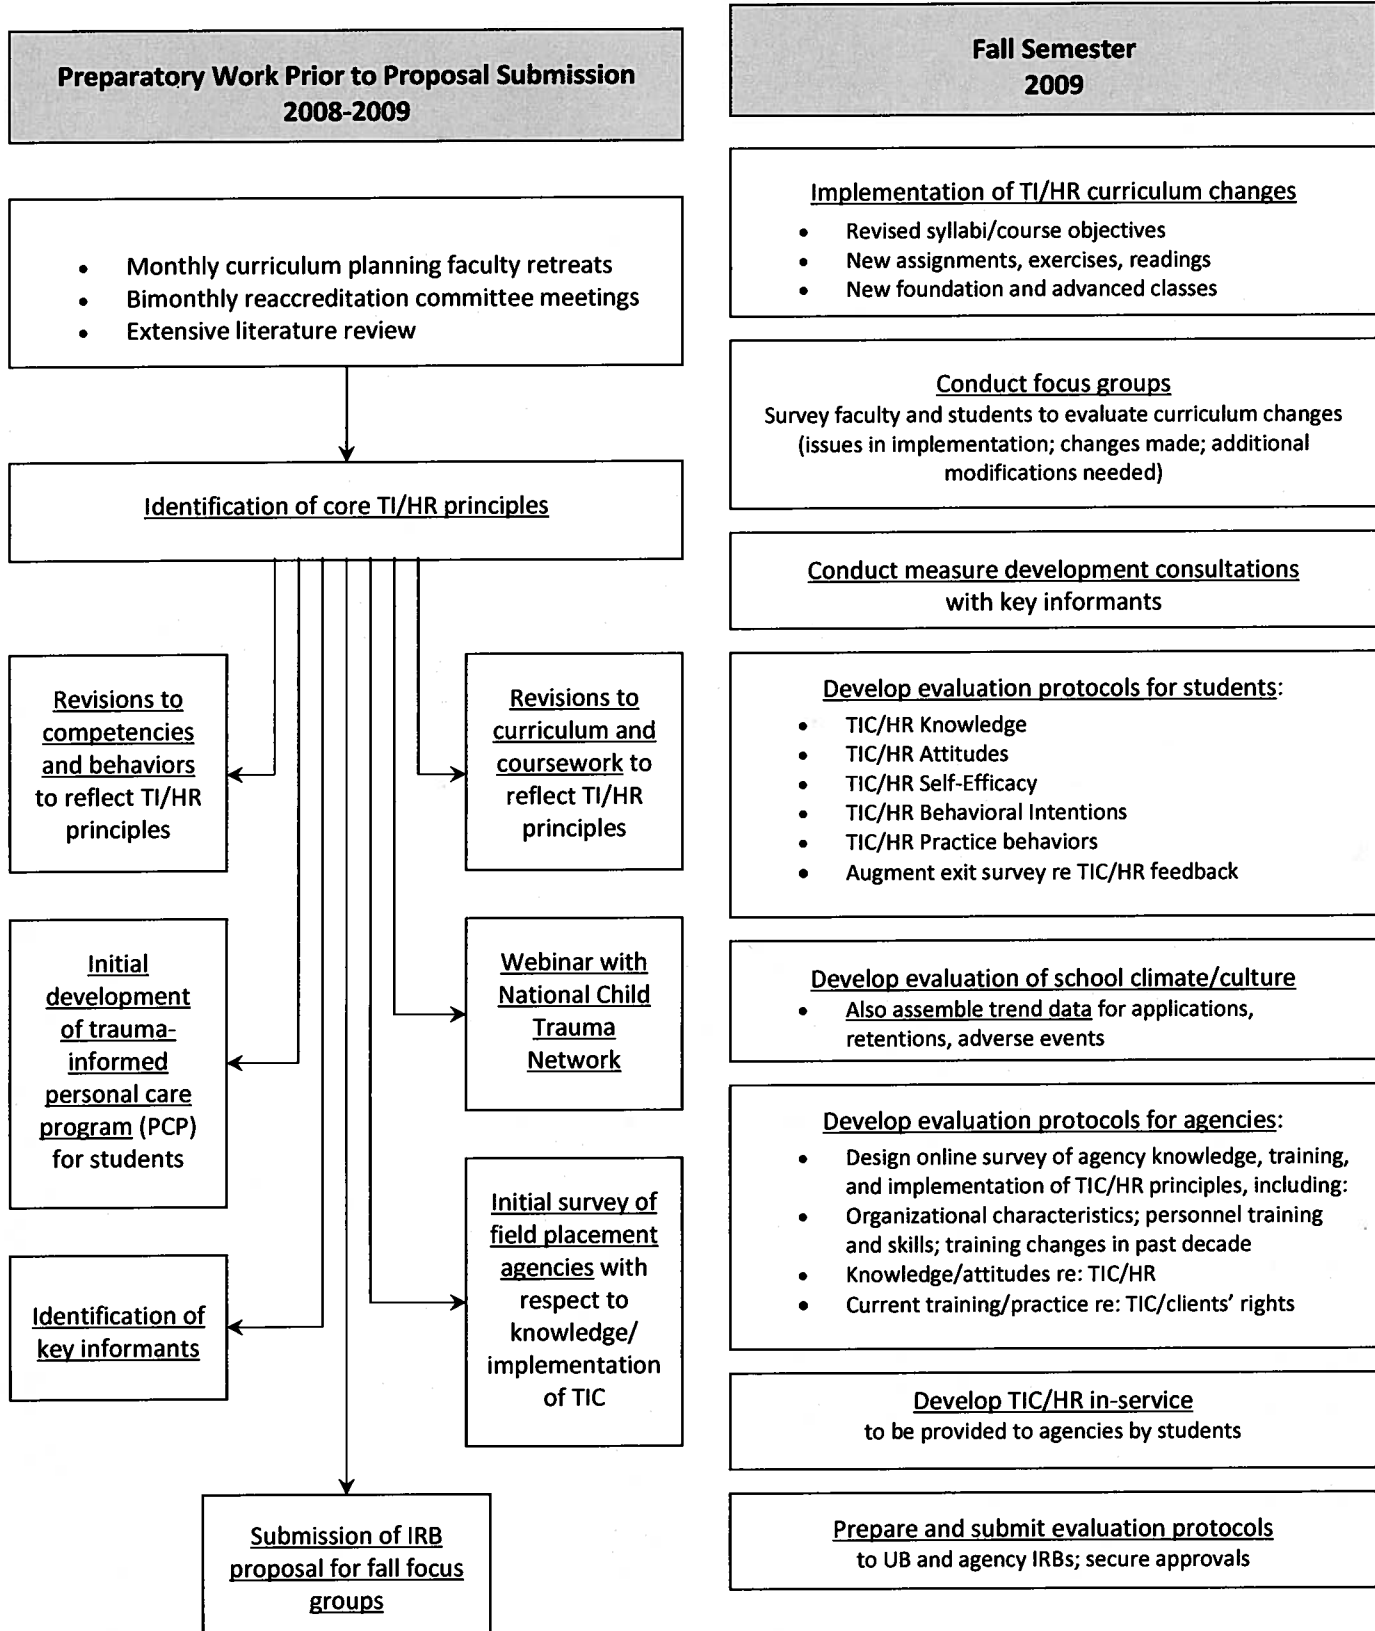 Preparatory Work Prior to Proposal Submission
2008-2009
• Monthly curriculum planning faculty retreats
• Bimonthly reaccreditation committee meetings
• Extensive literature review
Identification of core TI/HR principles
Revisions to
competencies
and behaviors
to reflect TI/HR
principles
Revisions to
curriculum and
coursework to
reflect TI/HR
principles
Initial
development
of trauma-
informed
personal care
program (PCP)
for students
Webinar with
National Child
Trauma
Network
Identification of
key informants
Initial survey of
field placement
agencies with
respect to
knowledge/
implementation
of TIC
Submission of IRB
proposal for fall focus
groups
Fall Semester
2009
Implementation of TI/HR curriculum changes
• Revised syllabi/course objectives
• New assignments, exercises, readings
• New foundation and advanced classes
Conduct focus groups
Survey faculty and students to evaluate curriculum changes
(issues in implementation; changes made; additional
modifications needed)
Conduct measure development consultations
with key informants
Develop evaluation protocols for students:
• TIC/HR Knowledge
• TIC/HR Attitudes
• TIC/HR Self-Efficacy
• TIC/HR Behavioral Intentions
• TIC/HR Practice behaviors
• Augment exit survey re TIC/HR feedback
Develop evaluation of school climate/culture
• Also assemble trend data for applications,
retentions, adverse events
Develop evaluation protocols for agencies:
• Design online survey of agency knowledge, training,
and implementation of TIC/HR principles, including:
• Organizational characteristics; personnel training
and skills; training changes in past decade
• Knowledge/attitudes re: TIC/HR
• Current training/practice re: TIC/clients' rights
Develop TIC/HR in-service
to be provided to agencies by students
Prepare and submit evaluation protocols
to UB and agency IRBs; secure approvals